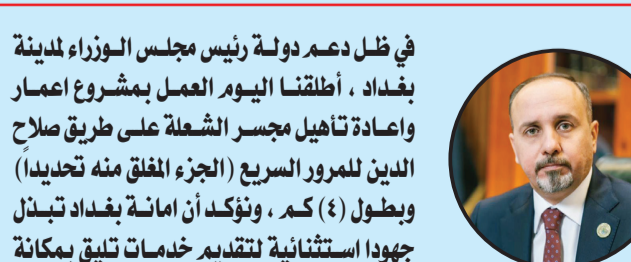 في ظل دعم دولة رئيس مجلس الوزراء لمدينة
بغداد ، أطلقنا اليوم العمل بمشروع اعمار
واعادة تأهيل مجسر الشعلة على طريق صلاح
الدين للمرور السريع (الجزء المغلق منه تحديداً)
وبطول (٤) كم ، ونؤكد أن امانة بغداد تبذل
جهودا استثنائية لتقديم خدمات تليق بمكانة